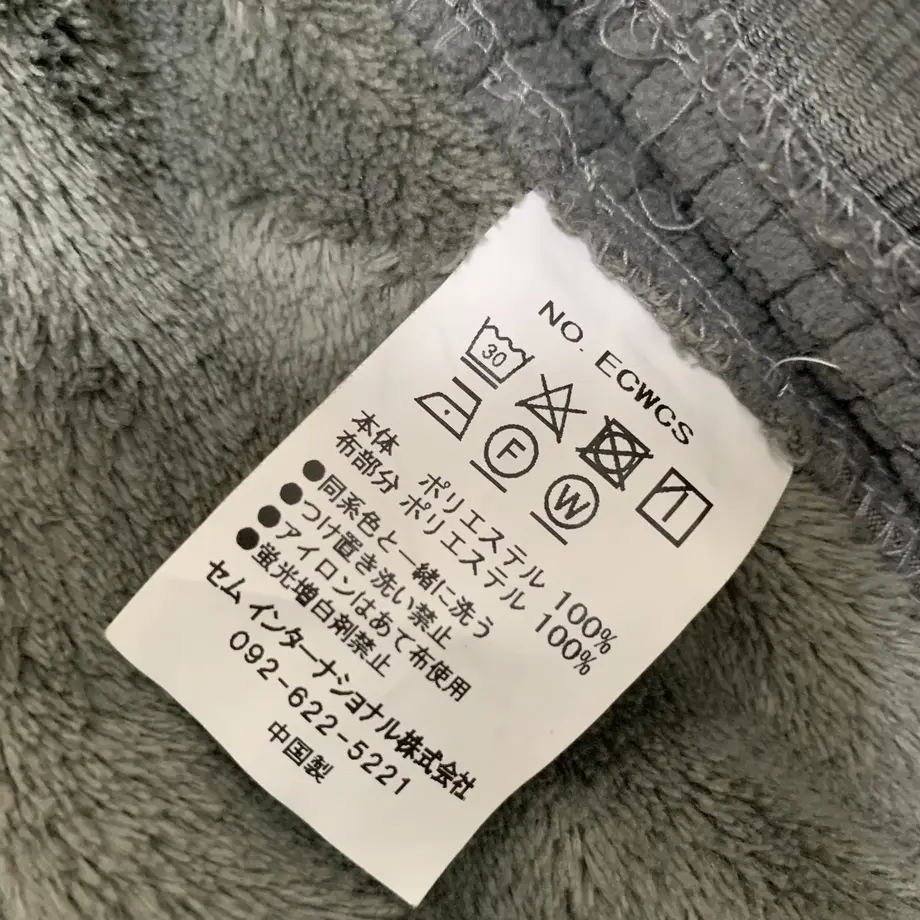 NO. ECWCS
30
F
W
本体 ポリエステル 100%
布部分 ポリエステル 100%
●同系色と一緒に洗う
●つけ置き洗い禁止
●アイロンはあて布使用
●蛍光増白剤禁止
セム インターナショナル株式会社
092-622-5221
中国製